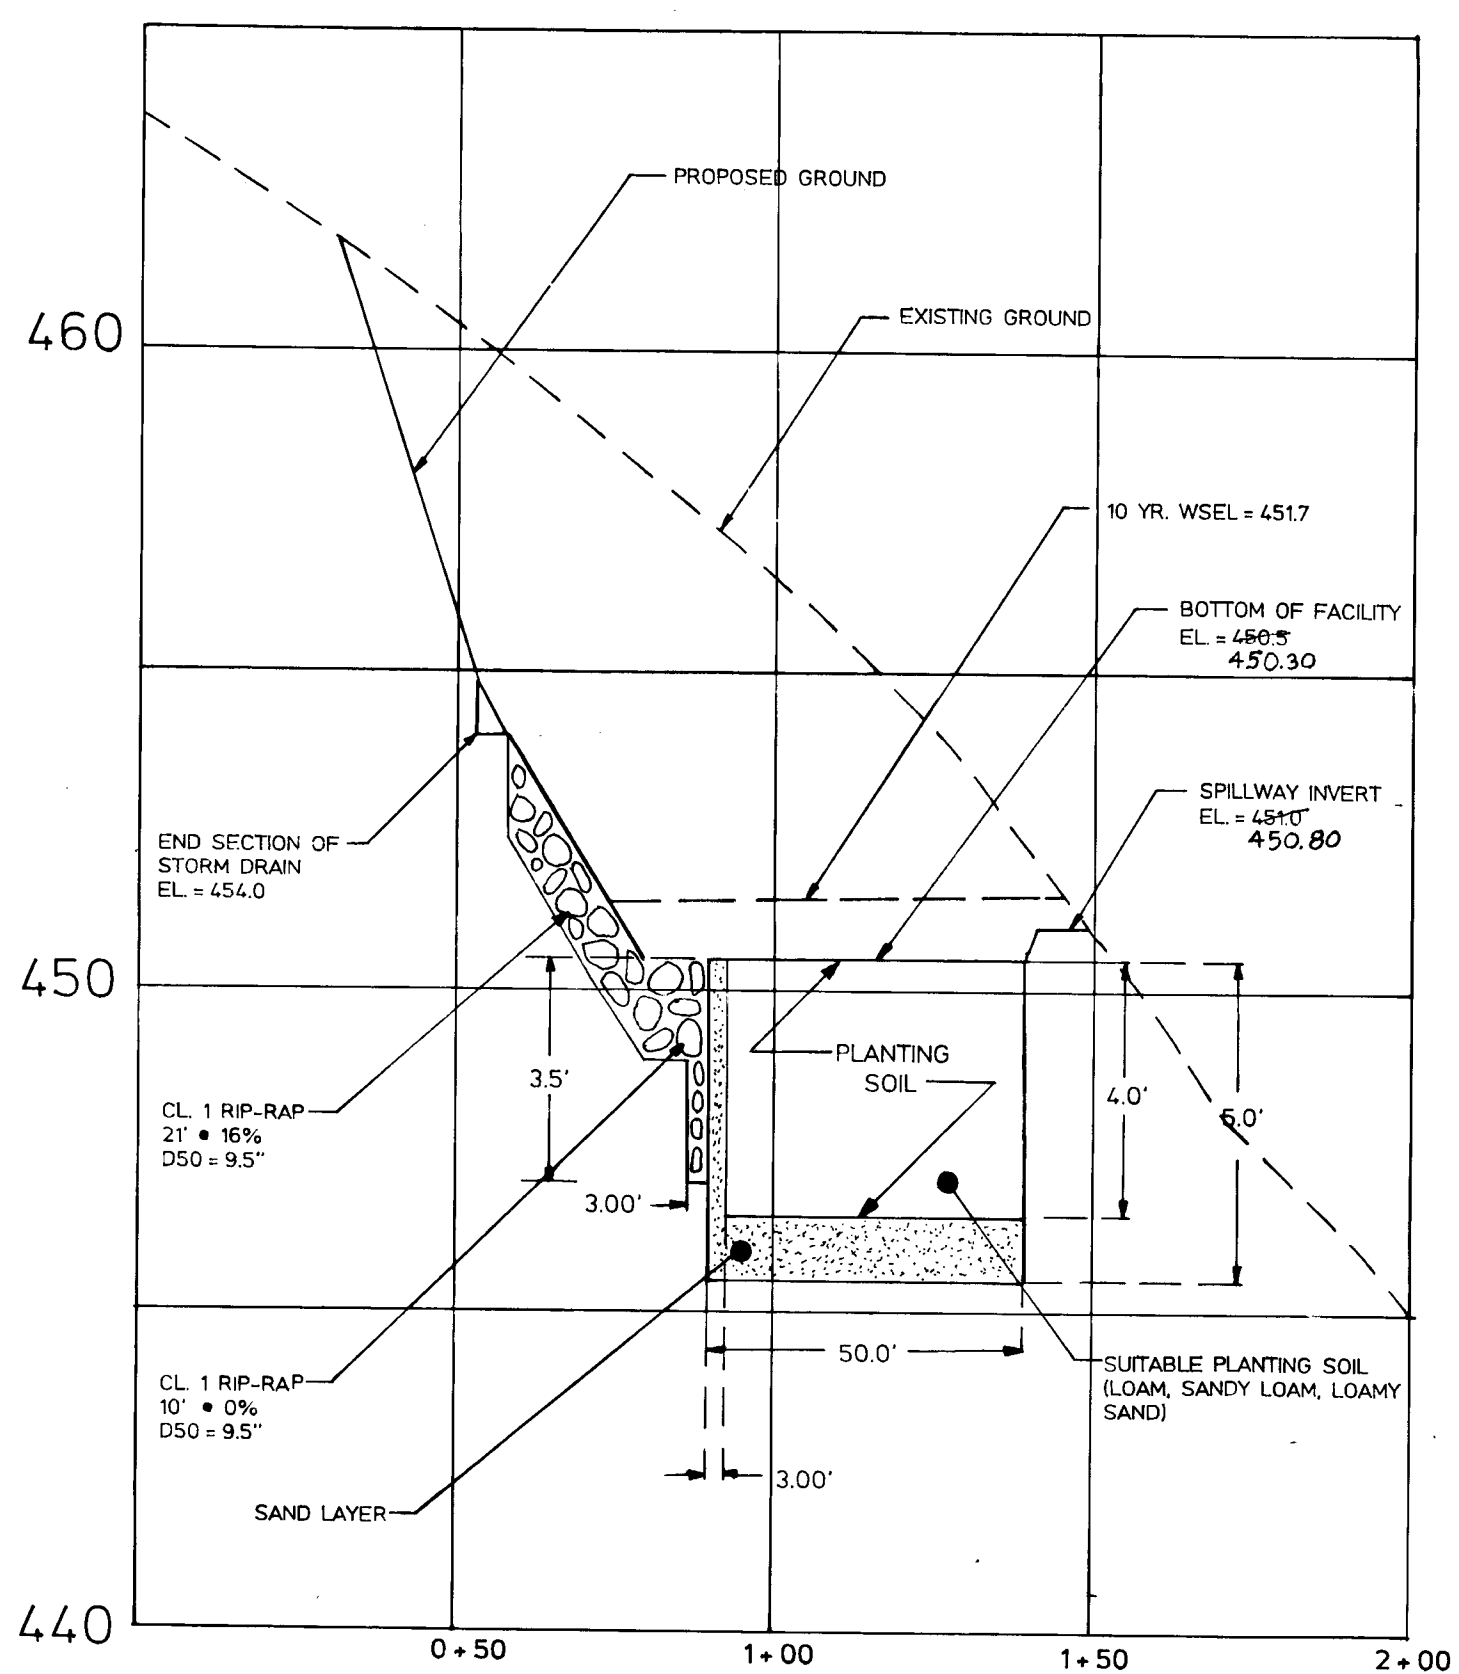 PROPOSED GROUND
460
EXISTING GROUND
10 YR. WSEL = 451.7
BOTTOM OF FACILITY
EL. = 450.5
450.30
SPILLWAY INVERT
EL. = 451.0
450.80
END SECTION OF
STORM DRAIN
EL. = 454.0
450
PLANTING
SOIL
3.5'
4.0'
5.0'
CL. 1 RIP-RAP
21' ● 16%
D50 = 9.5"
3.00'
50.0'
SUITABLE PLANTING SOIL
(LOAM, SANDY LOAM, LOAMY
SAND)
CL. 1 RIP-RAP
10' ● 0%
D50 = 9.5"
3.00'
SAND LAYER
440
0+50
1+00
1+50
2+00